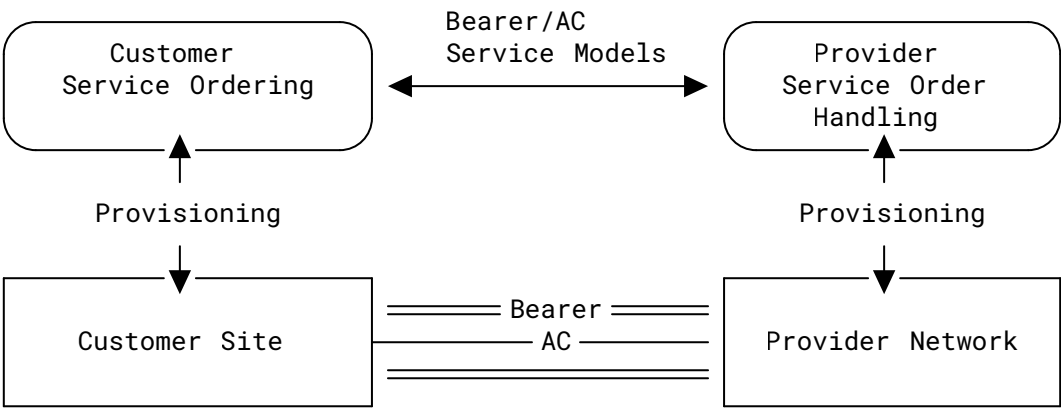 Bearer/AC
Service Models
Customer
Service Ordering
Provider
Service Order
Handling
Provisioning
Provisioning
Bearer
Customer Site
AC
Provider Network